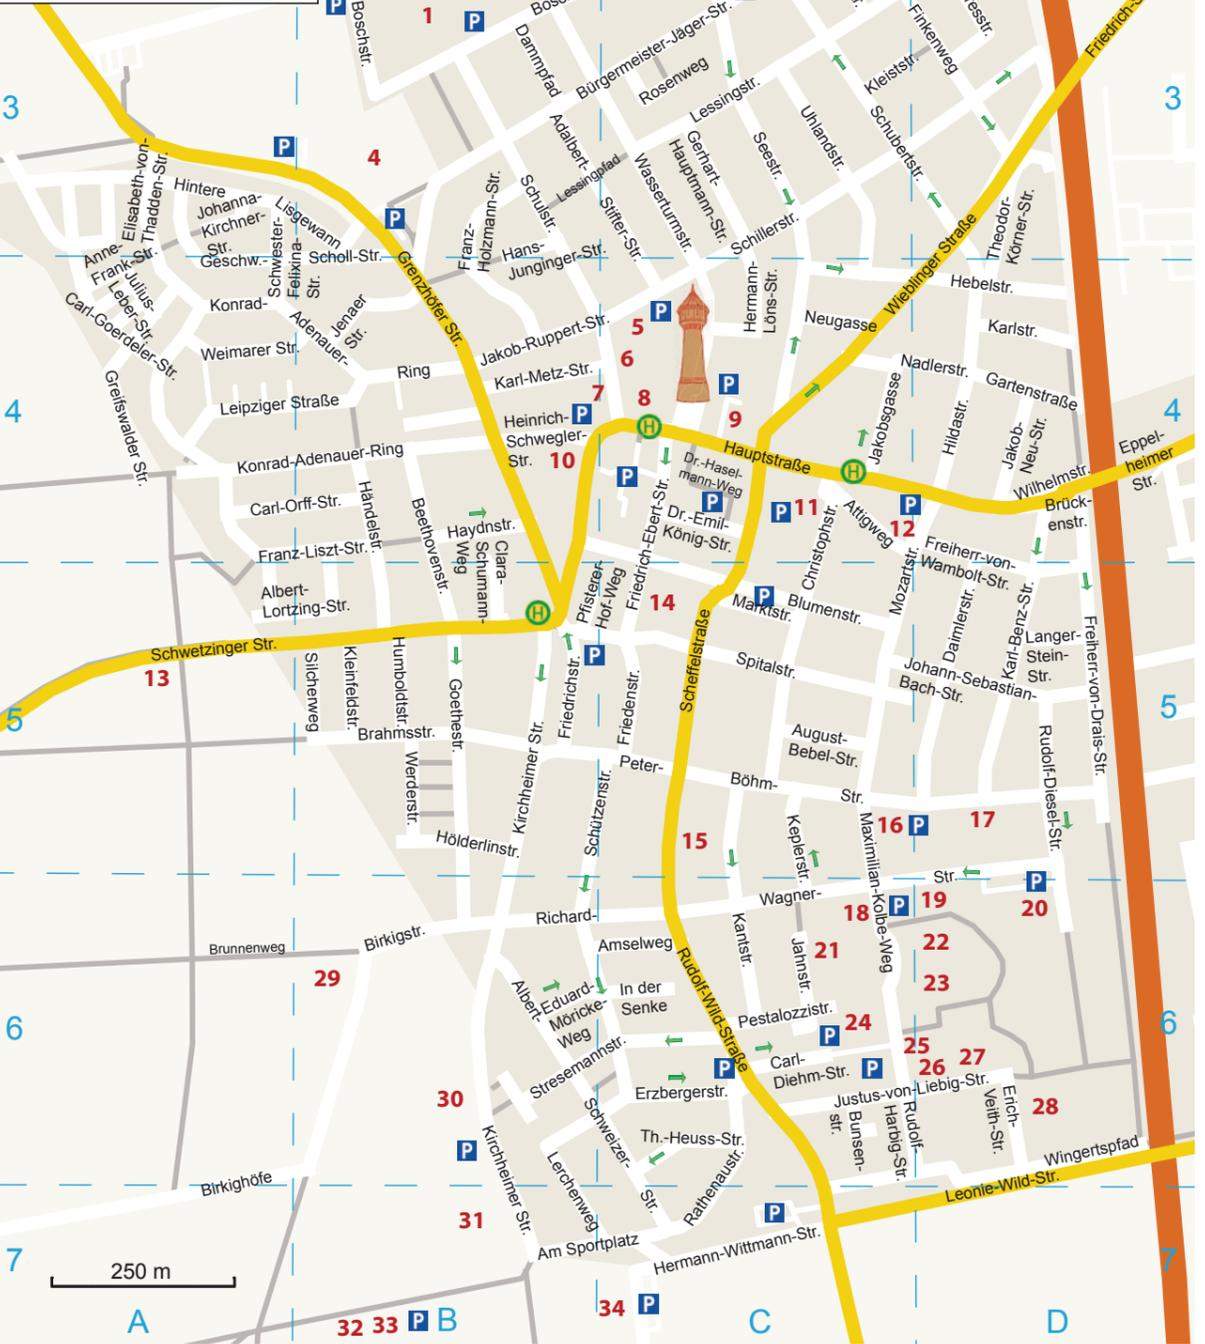 P
1
P
Boschstr.
Dammpfad
Bürgermeister-Jäger-Str.
Rosenweg
Finkenweg
Kleiststr.
Friedrich-S
3
3
P
4
Adalbert-
Stifter-Str.
Lessingstr.
Lessingpfad
Schulstr.
Wasserturmstr.
Gerhart-
Hauptmann-Str.
Seestr.
Uhlandstr.
Schubertstr.
Schillerstr.
Elisabeth-von-
Thadden-Str.
Hintere
Lisgewann
Johanna-
Kirchner-
Str.
Geschw.-
Scholl-Str.
Schwester-
Felixina-
Str.
Anne-
Frank-Str.
Julius-
Leber-Str.
Carl-Goerdeler-Str.
P
Franz-
Holzmann-Str.
Hans-
Junginger-Str.
Grenzhöfer Str.
Theodor-
Körner-Str.
Wieblinger Straße
Hebelstr.
Hermann-
Löns-Str.
Neugasse
Karlstr.
Konrad-
Adenauer-
Ring
Jenaer
Str.
Weimarer Str.
Leipziger Straße
Greifswalder Str.
Jakob-Ruppert-Str.
Karl-Metz-Str.
Heinrich-
Schwegler-
Str.
5
P
6
7
P
8
H
P
9
10
4
4
Nadlerstr.
Gartenstraße
Jakobsgasse
Hildastr.
Jakob-
Neu-Str.
Wilhelmstr.
Eppel-
heimer
Str.
Brück-
enstr.
Hauptstraße
H
Dr.-Hasel-
mann-Weg
P
P
Dr.-Emil-
König-Str.
P
11
Attigweg
P
12
Christophstr.
Mozartstr.
Freiherr-von-
Wambolt-Str.
Konrad-Adenauer-Ring
Carl-Orff-Str.
Händelstr.
Beethovenstr.
Haydnstr.
Weg
Clara-
Schumann-
Franz-Liszt-Str.
Albert-
Lortzing-Str.
H
Pfisterer-
Hof-Weg
Friedrich-Ebert-Str.
14
P
Marktstr.
Blumenstr.
Spitalstr.
Daimlerstr.
Karl-Benz-Str.
Langer-
Stein-
Str.
Johann-Sebastian-
Bach-Str.
Freiherr-von-Drais-Str.
Schwetzinger Str.
13
5
5
Silcherweg
Kleinfeldstr.
Humboldtstr.
Goethestr.
Brahmsstr.
Werderstr.
Hölderlinstr.
Kirchheimer Str.
Friedrichstr.
P
Friedenstr.
Schützenstr.
Scheffelstraße
Peter-
Böhm-
Str.
August-
Bebel-Str.
Rudolf-Diesel-Str.
15
Keplerstr.
Maximilian-Kolbe-Weg
16
P
17
Richard-
Wagner-
Str.
18
P
19
P
20
Kantstr.
Jahnstr.
21
22
23
Brunnenweg
Birkigstr.
29
Amselweg
Albert-
Eduard-
Möricke-
Weg
In der
Senke
Stresemannstr.
Rudolf-Wild-Straße
Pestalozzistr.
P
24
Carl-
Diehm-Str.
P
P
25
26
27
6
6
30
Erzbergerstr.
Justus-von-Liebig-Str.
Bunsen-
str.
Rudolf-
Harbig-Str.
Erich-
Veith-Str.
28
P
Kirchheimer Str.
Schweizer-
Str.
Th.-Heuss-Str.
Rathenaustr.
Lerchenweg
Wingertspfad
Leonie-Wild-Str.
Birkighöfe
31
Am Sportplatz
P
Hermann-Wittmann-Str.
7
7
250 m
34
P
32
33
P
A
B
C
D